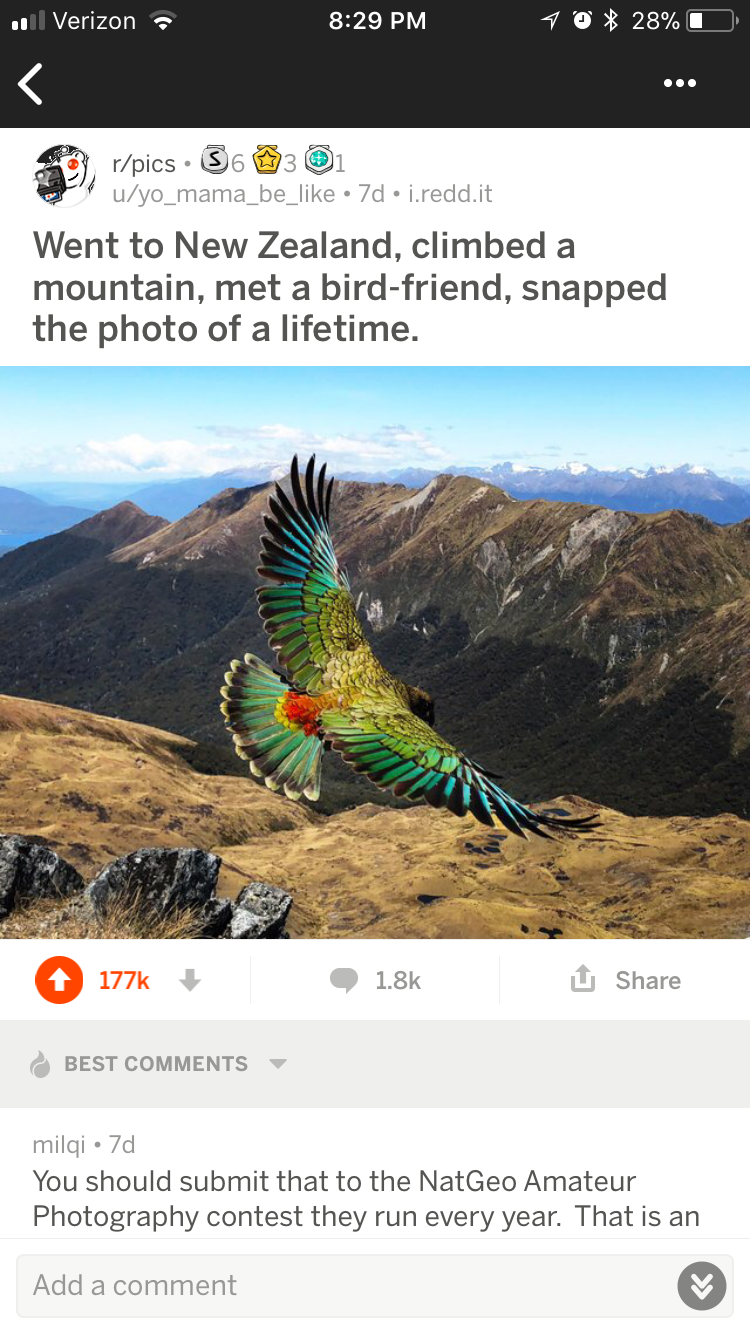 Verizon 8:29 PM 28%
r/pics • S 6 3 1
u/yo_mama_be_like • 7d • i.redd.it
Went to New Zealand, climbed a
mountain, met a bird-friend, snapped
the photo of a lifetime.
177k 1.8k Share
BEST COMMENTS
milqi • 7d
You should submit that to the NatGeo Amateur
Photography contest they run every year. That is an
Add a comment